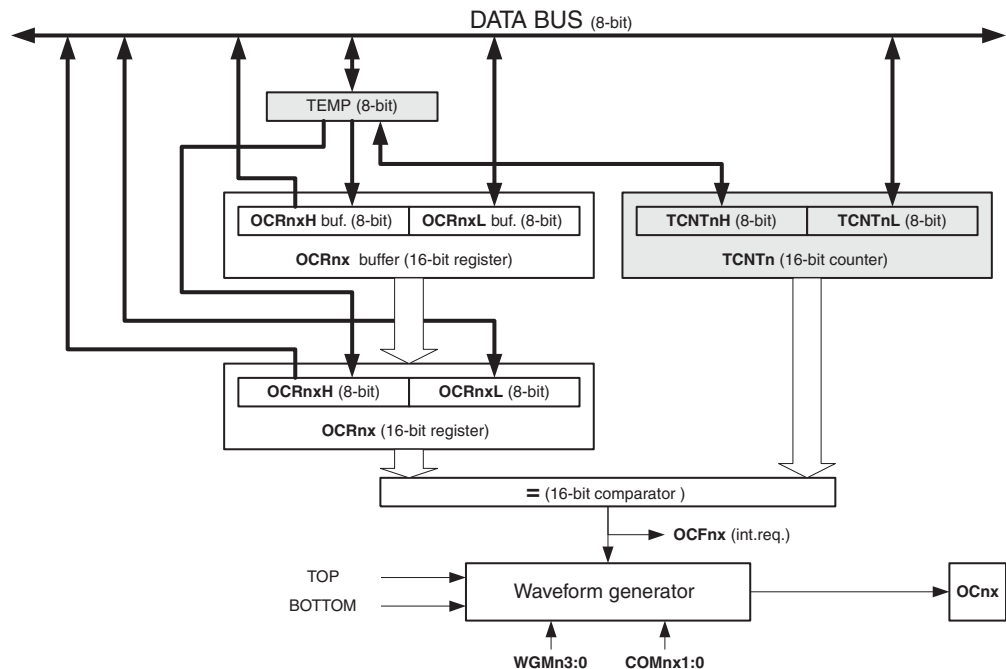 DATA BUS (8-bit)
TEMP (8-bit)
OCRnxH buf. (8-bit) OCRnxL buf. (8-bit)
OCRnx buffer (16-bit register)
TCNTnH (8-bit) TCNTnL (8-bit)
TCNTn (16-bit counter)
OCRnxH (8-bit) OCRnxL (8-bit)
OCRnx (16-bit register)
= (16-bit comparator )
OCFnx (int.req.)
TOP
BOTTOM
Waveform generator
OCnx
WGMn3:0 COMnx1:0